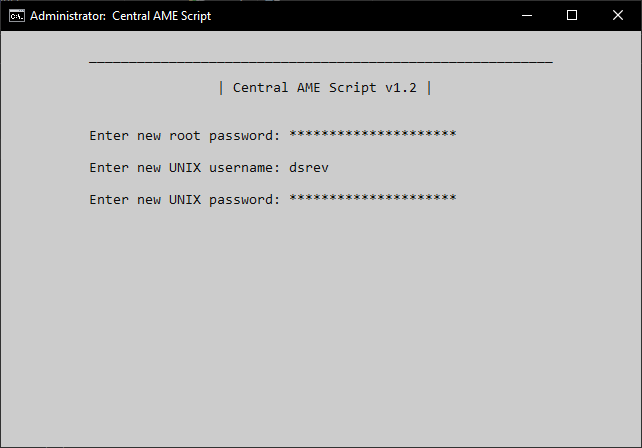 Administrator: Central AME Script
| Central AME Script v1.2 |
Enter new root password: *********************
Enter new UNIX username: dsrev
Enter new UNIX password: *********************